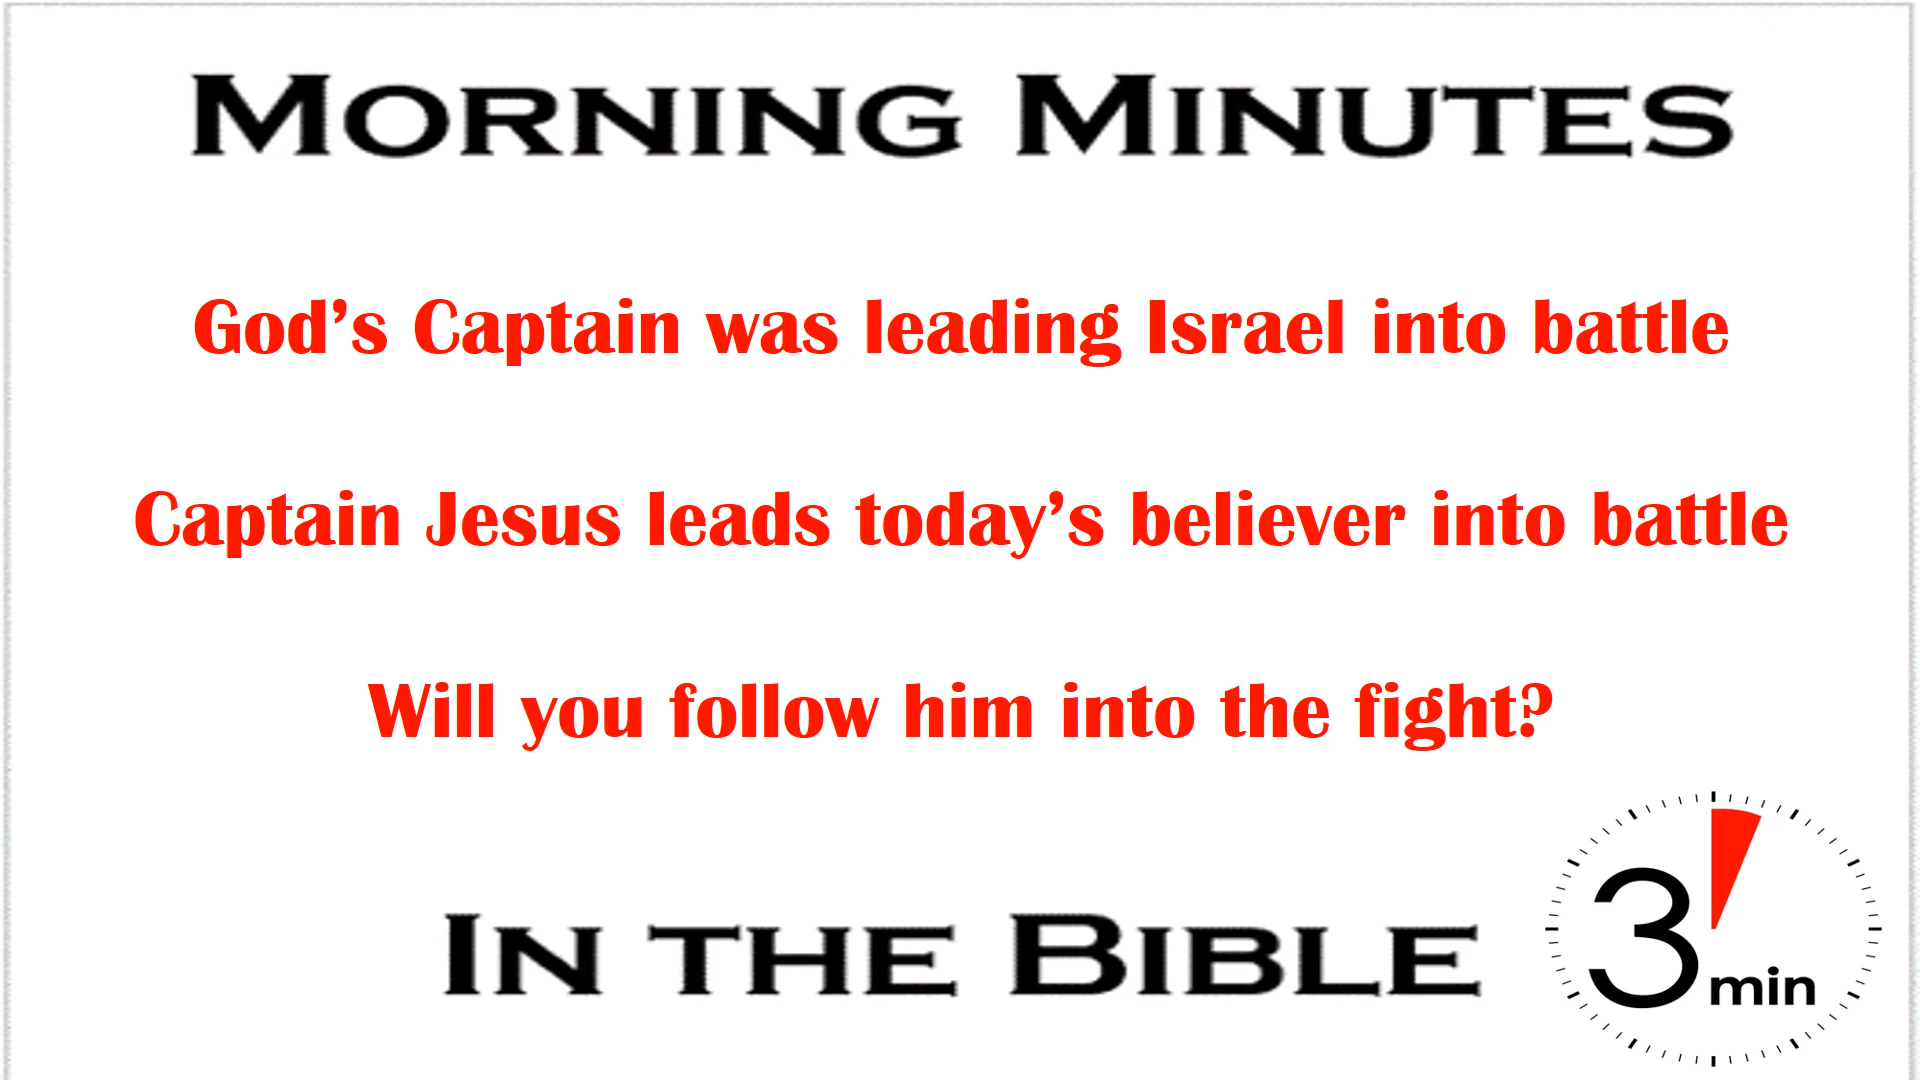 Morning Minutes
God’s Captain was leading Israel into battle
Captain Jesus leads today’s believer into battle
Will you follow him into the fight?
In the Bible
3 min